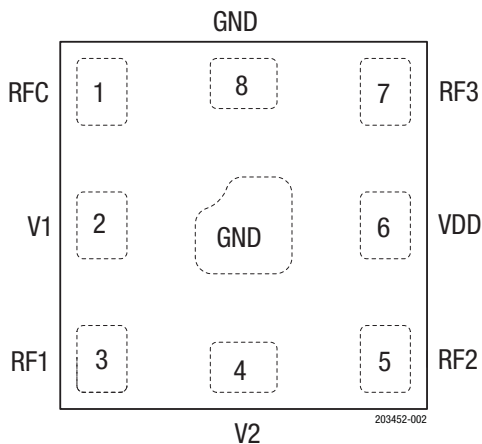 GND
RFC 1 8 7 RF3
V1 2 GND 6 VDD
RF1 3 4 5 RF2
203452-002
V2